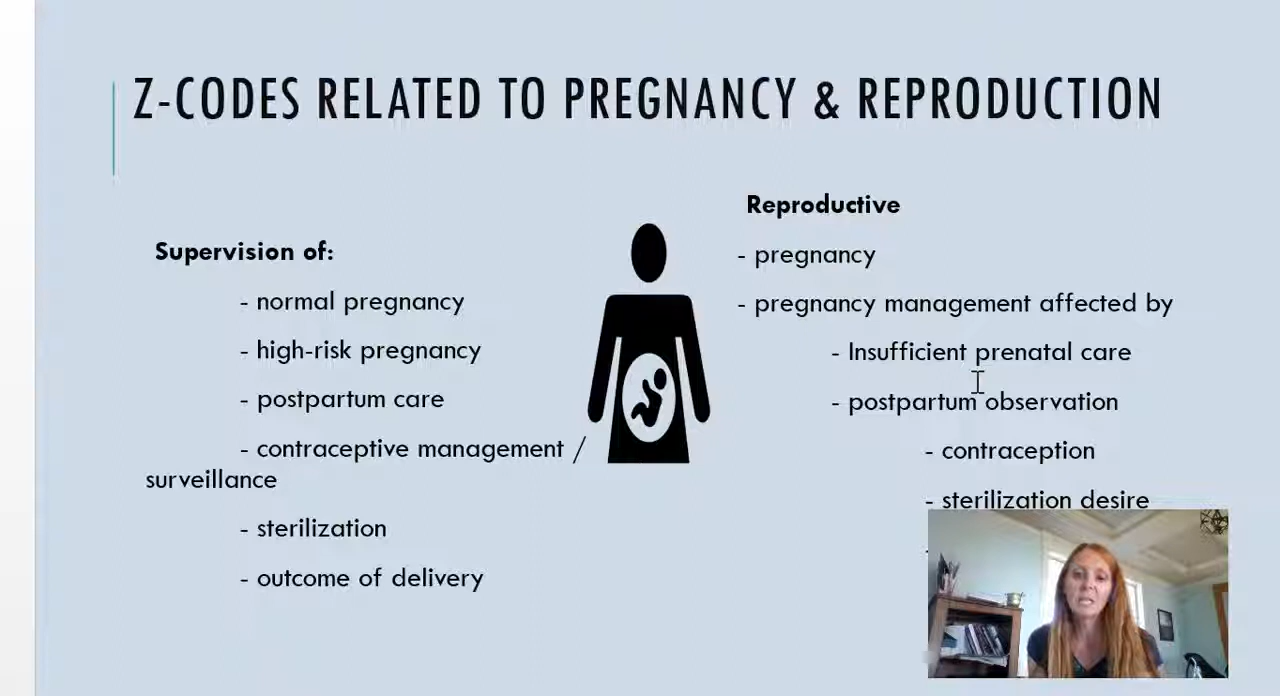 Z-CODES RELATED TO PREGNANCY & REPRODUCTION
Supervision of:
- normal pregnancy
- high-risk pregnancy
- postpartum care
- contraceptive management /
surveillance
- sterilization
- outcome of delivery
Reproductive
- pregnancy
- pregnancy management affected by
- Insufficient prenatal care
- postpartum observation
- contraception
- sterilization desire